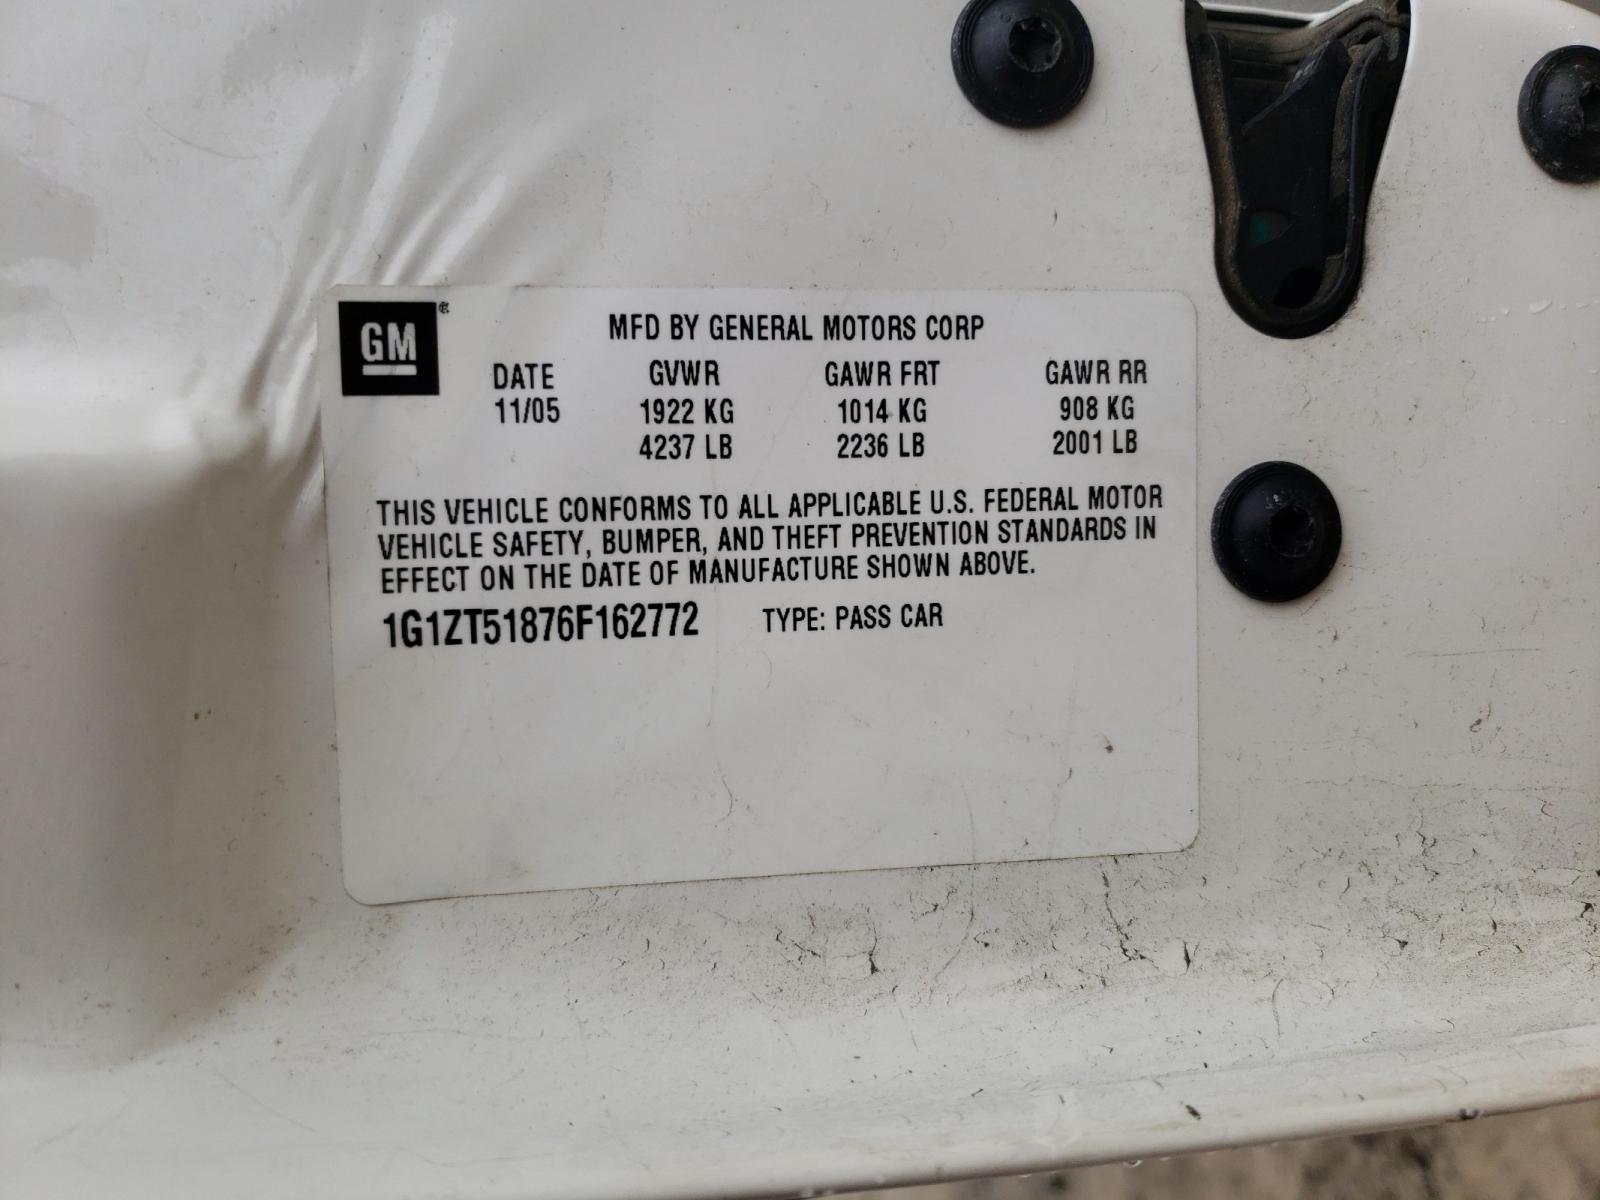 GM
MFD BY GENERAL MOTORS CORP
DATE GVWR GAWR FRT GAWR RR
11/05 1922 KG 1014 KG 908 KG
4237 LB 2236 LB 2001 LB
THIS VEHICLE CONFORMS TO ALL APPLICABLE U.S. FEDERAL MOTOR
VEHICLE SAFETY, BUMPER, AND THEFT PREVENTION STANDARDS IN
EFFECT ON THE DATE OF MANUFACTURE SHOWN ABOVE.
1G1ZT51876F162772 TYPE: PASS CAR